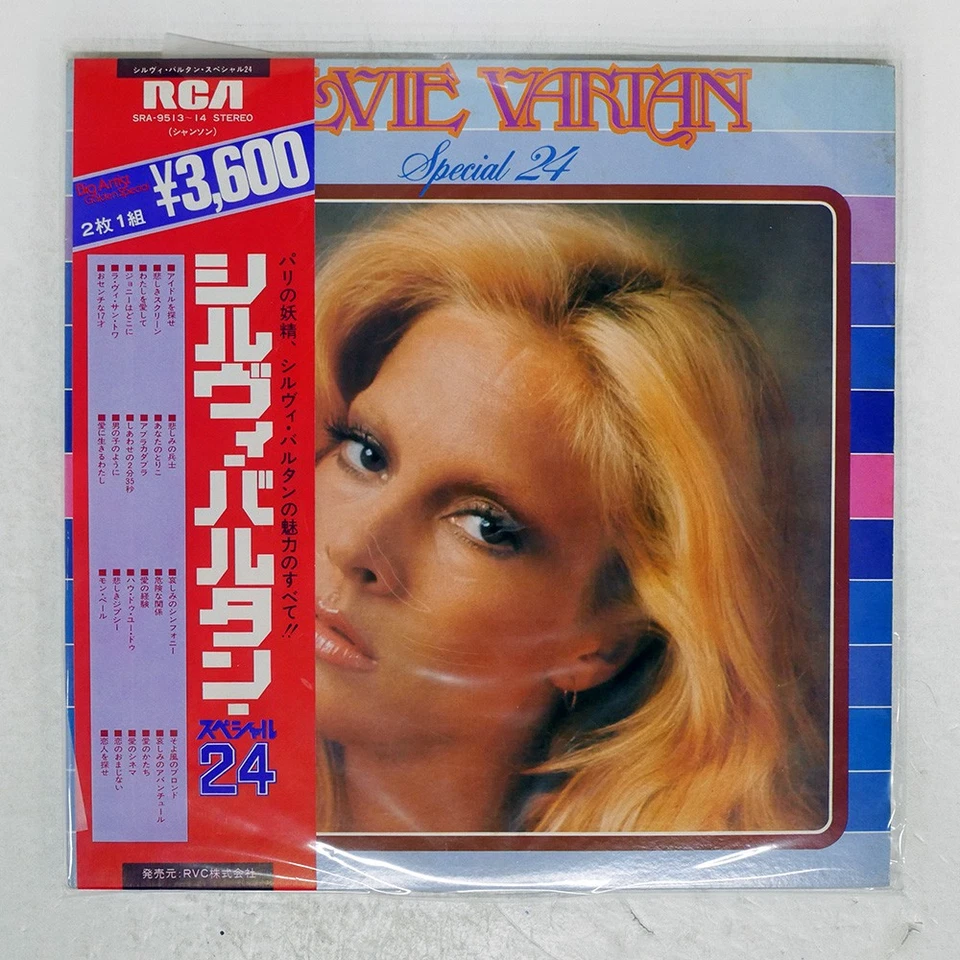 シルヴィ・バルタン・スペシャル24
RCA
SRA-9513~14 STEREO
(シャンソン)
Big Artist
Golden Special
¥3,600
2枚1組
LVIE VARTAN
Special 24
パリの妖精、シルヴィ・バルタンの魅力のすべて!!
シルヴィ・バルタン・
スペシャル
24
■アイドルを探せ
■悲しきスクリーン
■わたしを愛して
■ジョニーはどこに
■ラ・ヴィ・サン・トワ
■おセンチな17才
■悲しみの兵士
■あなたのとりこ
■アブラカダブラ
■しあわせの2分35秒
■男の子のように
■愛に生きるわたし
■哀しみのシンフォニー
■危険な関係
■愛の経験
■ハウ・ドゥ・ユー・ドゥ
■悲しきジプシー
■モン・ペール
■そよ風のブロンド
■哀しみのアバンチュール
■愛のかたち
■愛のシネマ
■恋のおまじない
■恋人を探せ
発売元:RVC株式会社